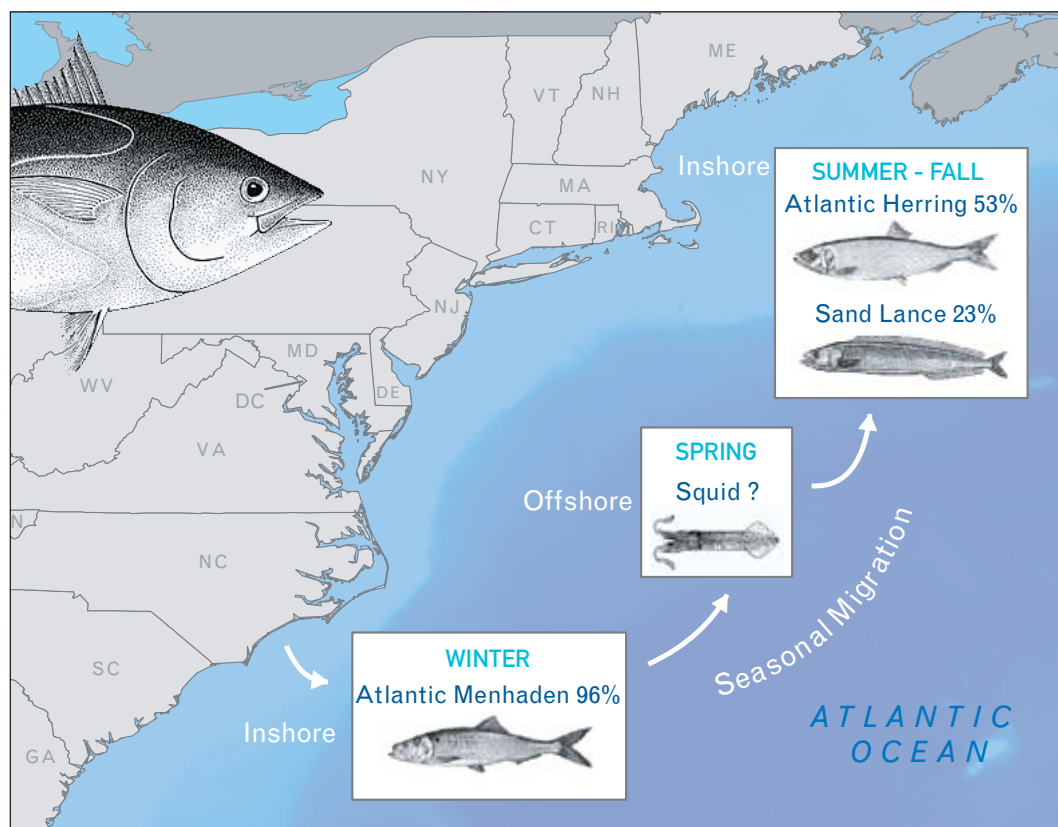 ME
VT
NH
NY
MA
CT
RI
Inshore
SUMMER - FALL
Atlantic Herring 53%
Sand Lance 23%
NJ
MD
WV
DC
DE
VA
Offshore
SPRING
Squid ?
N
NC
Seasonal Migration
SC
WINTER
Atlantic Menhaden 96%
Inshore
GA
ATLANTIC
OCEAN